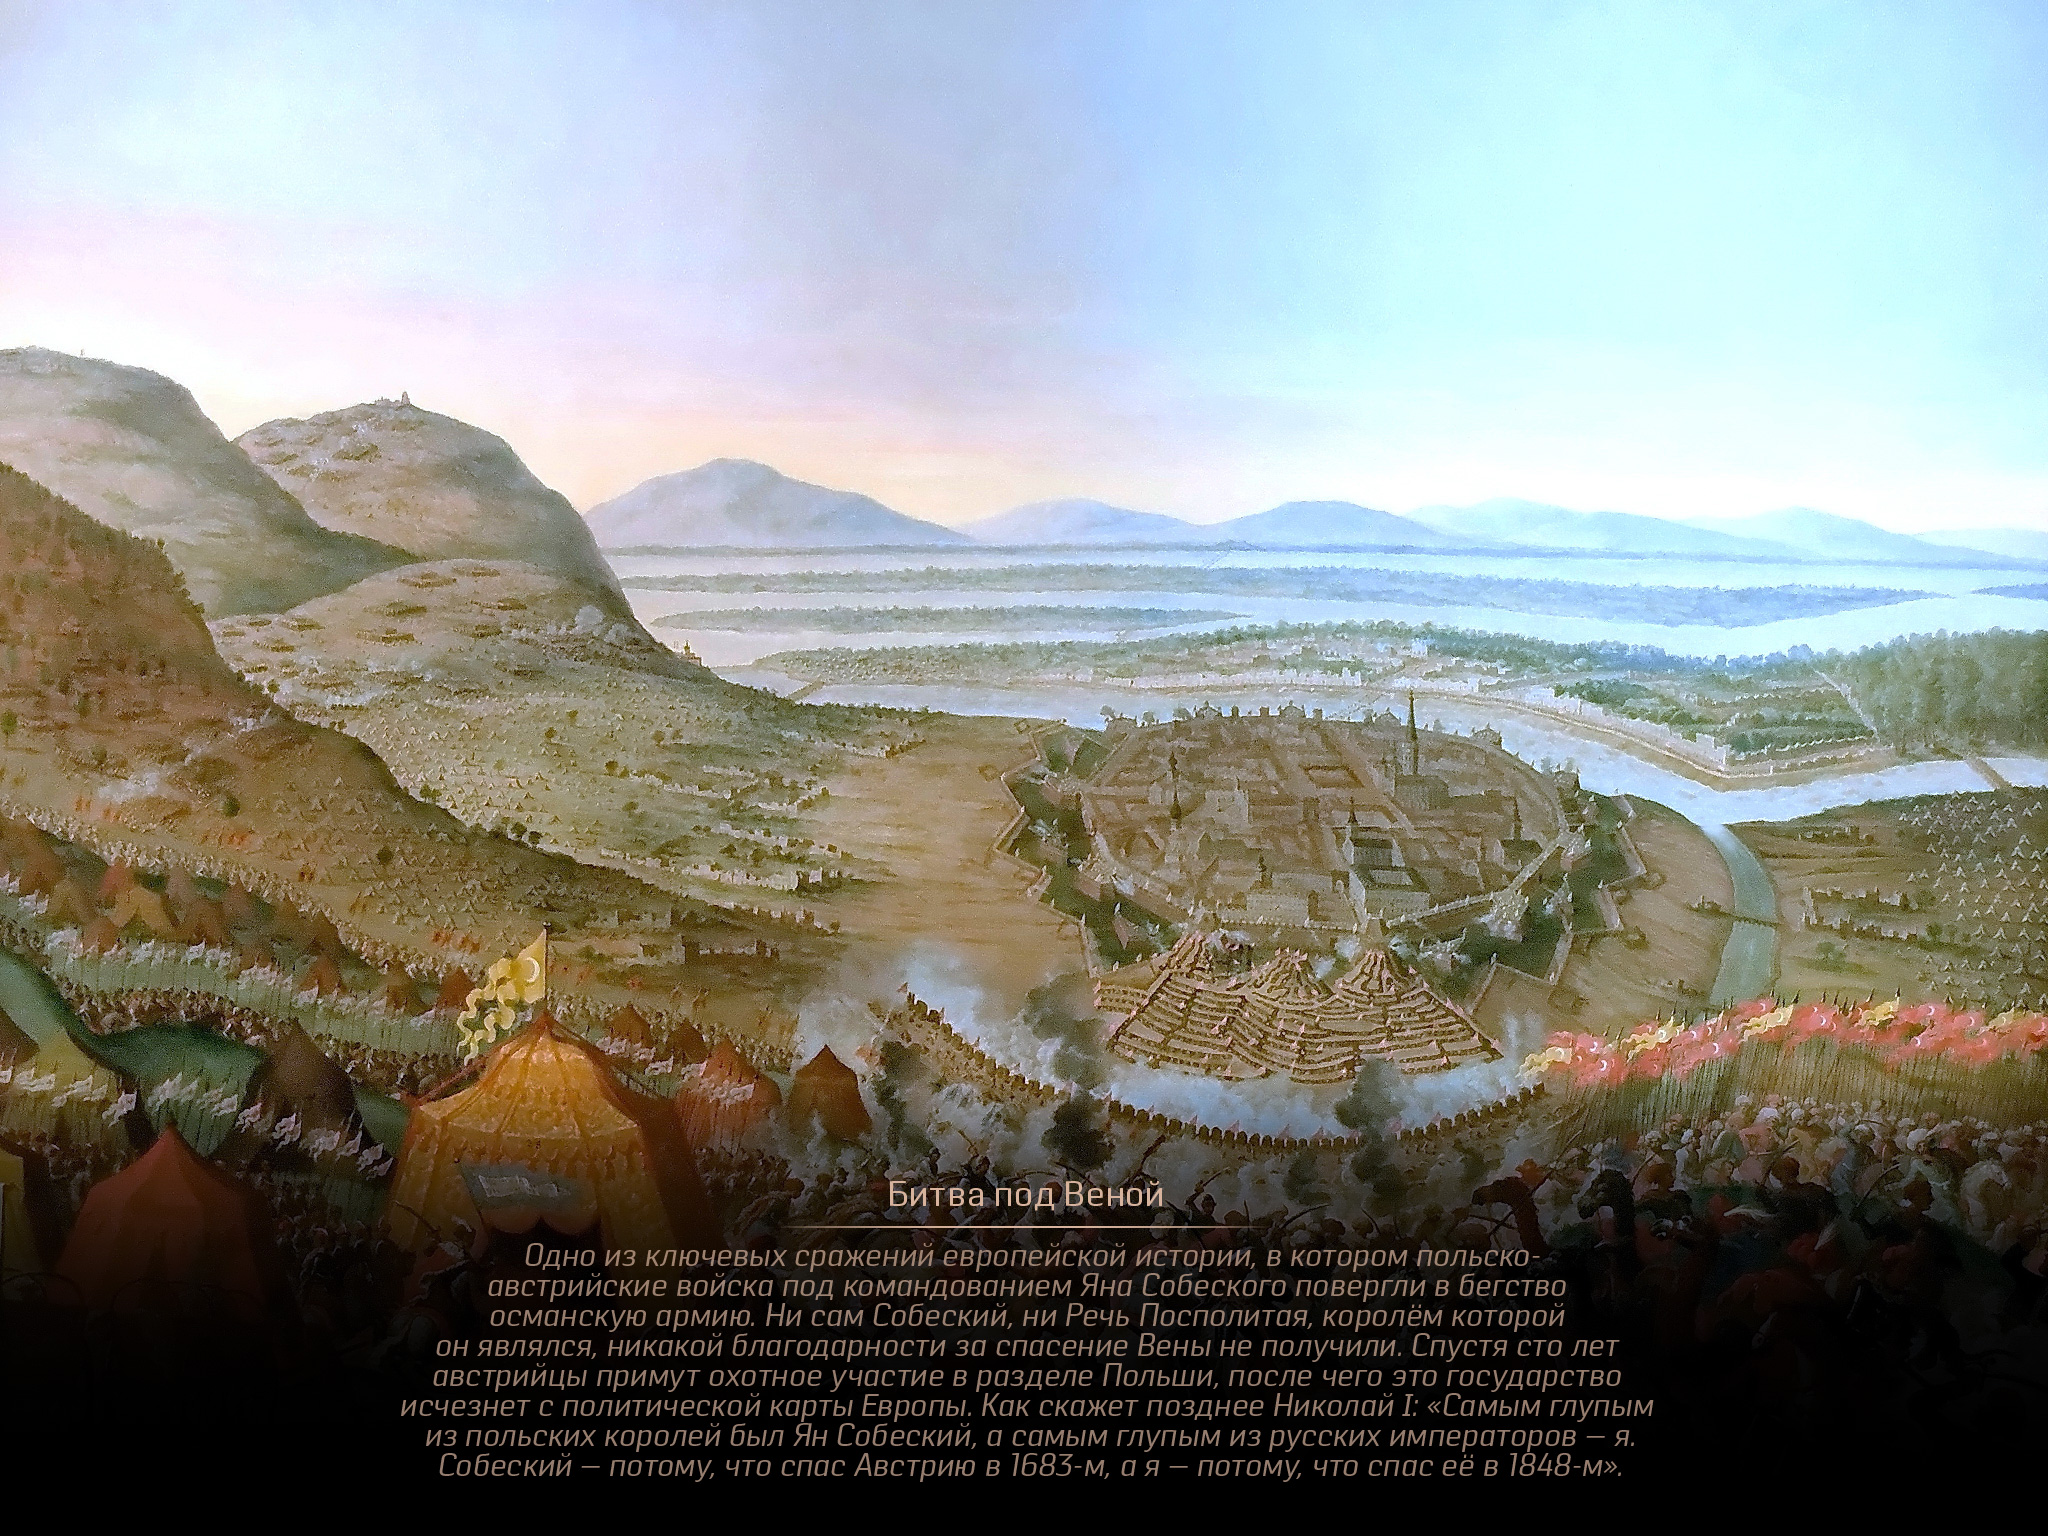 Битва под Веной
Одно из ключевых сражений европейской истории, в котором польско-
австрийские войска под командованием Яна Собеского повергли в бегство
османскую армию. Ни сам Собеский, ни Речь Посполитая, королём которой
он являлся, никакой благодарности за спасение Вены не получили. Спустя сто лет
австрийцы примут охотное участие в разделе Польши, после чего это государство
исчезнет с политической карты Европы. Как скажет позднее Николай I: «Самым глупым
из польских королей был Ян Собеский, а самым глупым из русских императоров — я.
Собеский — потому, что спас Австрию в 1683-м, а я — потому, что спас её в 1848-м».